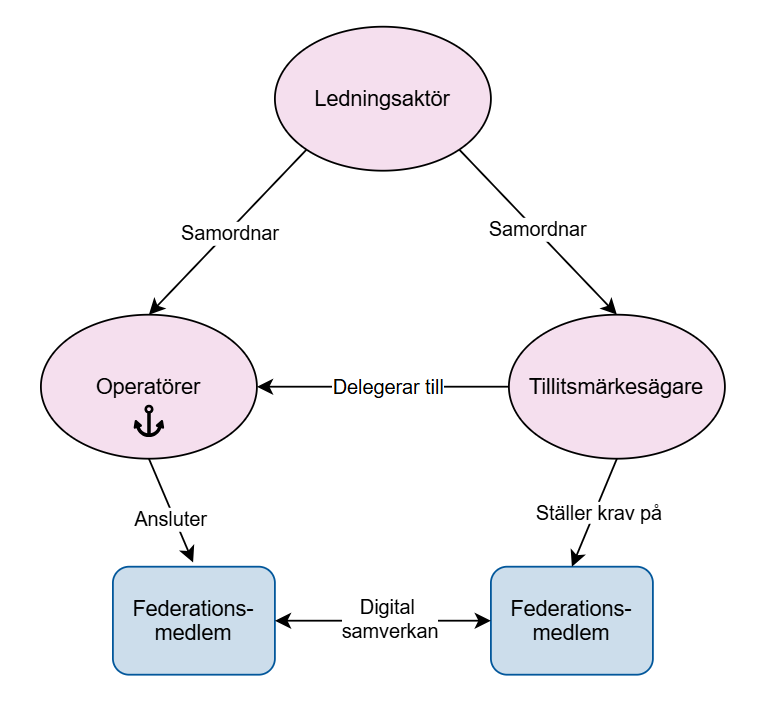 Ledningsaktör
Samordnar
Samordnar
Operatörer
Delegerar till
Tillitsmärkesägare
Ansluter
Ställer krav på
Federations-
medlem
Digital
samverkan
Federations-
medlem